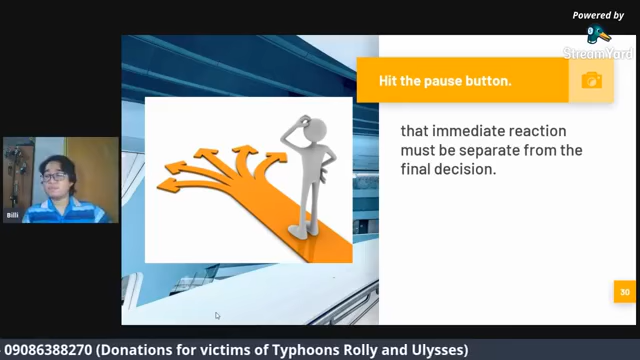 Powered by
StreamYard
Hit the pause button.
that immediate reaction
must be separate from the
final decision.
Billi
30
- 09086388270 (Donations for victims of Typhoons Rolly and Ulysses)